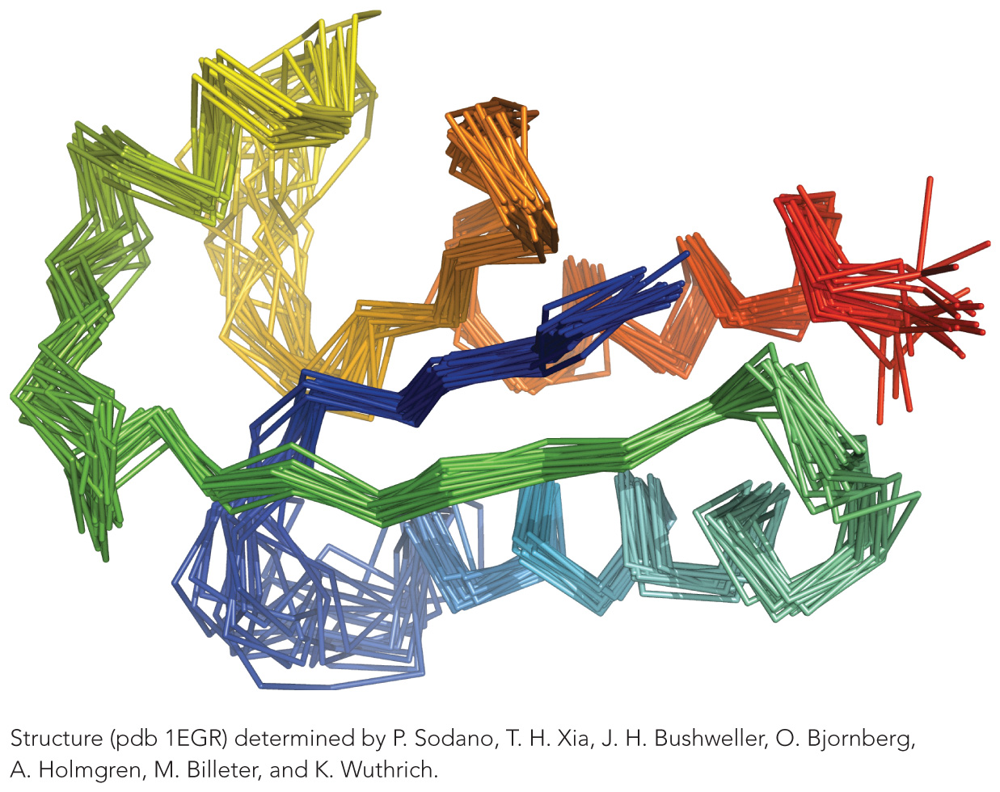 Structure (pdb 1EGR) determined by P. Sodano, T. H. Xia, J. H. Bushweller, O. Bjornberg,
A. Holmgren, M. Billeter, and K. Wuthrich.